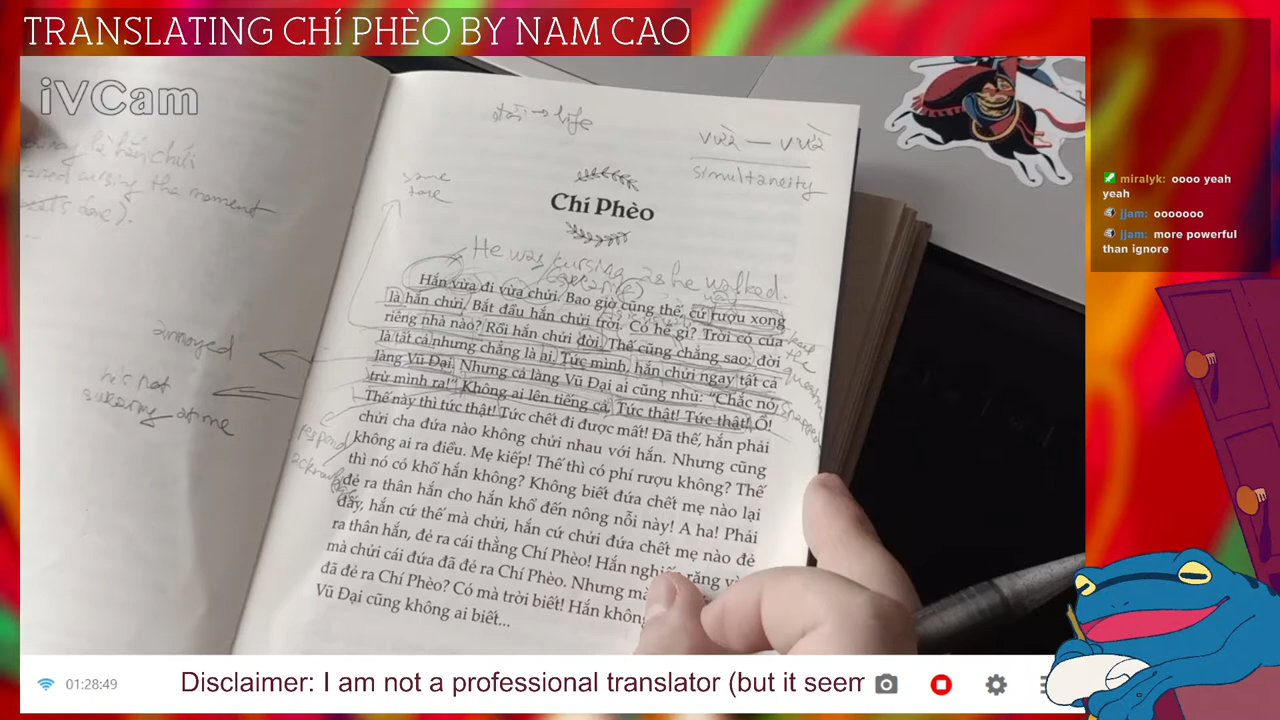 TRANSLATING CHÍ PHÈO BY NAM CAO
iVCam
đời → life
vừa — vừa
simultaneity
same
tone
Chí Phèo
He was cursing as he walked.
Hắn vừa đi vừa chửi. Bao giờ cũng thế, cứ rượu xong
là hắn chửi. Bắt đầu hắn chửi trời. Có hề gì? Trời có của
riêng nhà nào? Rồi hắn chửi đời. Thế cũng chẳng sao: đời
là tất cả nhưng chẳng là ai. Tức mình, hắn chửi ngay tất cả
làng Vũ Đại. Nhưng cả làng Vũ Đại ai cũng nhủ: "Chắc nó
trừ mình ra!" Không ai lên tiếng cả. Tức thật! Tức thật! Ồ!
Thế này thì tức thật! Tức chết đi được mất! Đã thế, hắn phải
chửi cha đứa nào không chửi nhau với hắn. Nhưng cũng
không ai ra điều. Mẹ kiếp! Thế thì có phí rượu không? Thế
thì nó có khổ hắn không? Không biết đứa chết mẹ nào lại
đẻ ra thân hắn cho hắn khổ đến nông nỗi này! A ha! Phải
đấy, hắn cứ thế mà chửi, hắn cứ chửi đứa chết mẹ nào đẻ
ra thân hắn, đẻ ra cái thằng Chí Phèo! Hắn nghiến răng
mà chửi cái đứa đã đẻ ra Chí Phèo. Nhưng mà
đã đẻ ra Chí Phèo? Có mà trời biết! Hắn không
Vũ Đại cũng không ai biết...
là hắn chửi
cursing the moment
done).
annoyed
he's not
swearing at me
respond
keep
the
snapped
miralyk: oooo yeah
yeah
jjam: ooooooo
jjam: more powerful
than ignore
01:28:49
Disclaimer: I am not a professional translator (but it seem